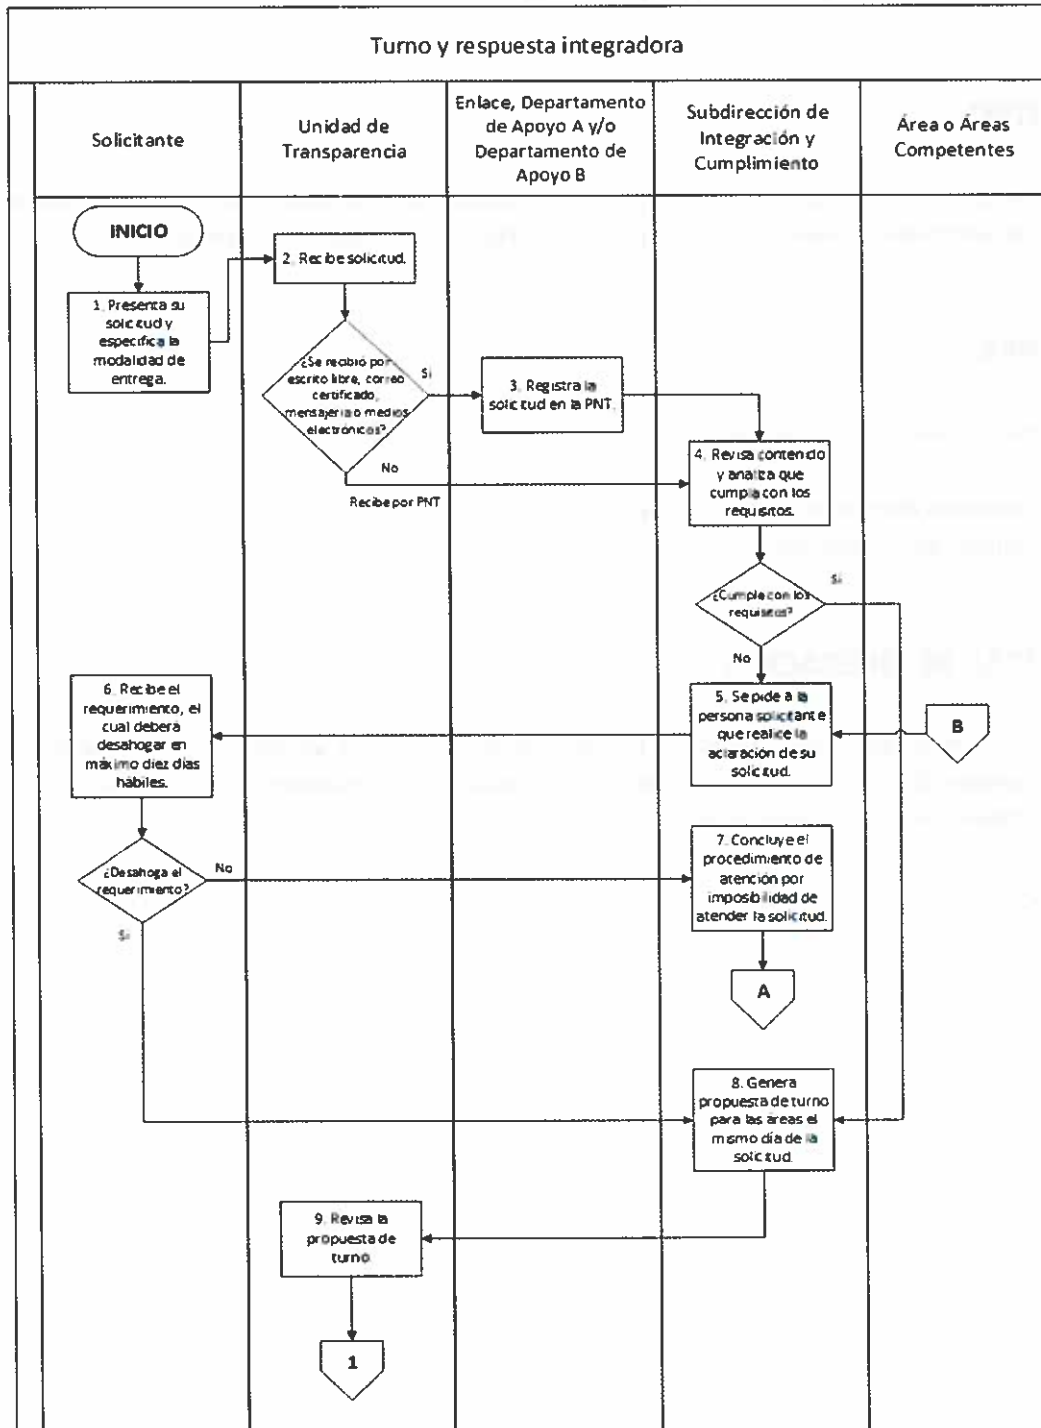 Turno y respuesta integradora
Solicitante
Unidad de
Transparencia
Enlace, Departamento
de Apoyo A y/o
Departamento de
Apoyo B
Subdirección de
Integración y
Cumplimiento
Área o Áreas
Competentes
INICIO
1. Presenta su
solicitud y
especifica la
modalidad de
entrega.
2. Recibe solicitud.
¿Se recibió por
escrito libre, correo
certificado,
mensajería o medios
electrónicos?
Si
No
Recibe por PNT
3. Registra la
solicitud en la PNT.
4. Revisa contenido
y analiza que
cumpla con los
requisitos.
¿Cumple con los
requisitos?
Si
No
5. Se pide a la
persona solicitante
que realice la
aclaración de su
solicitud.
B
6. Recibe el
requerimiento, el
cual deberá
desahogar en
máximo diez días
hábiles.
¿Desahoga el
requerimiento?
No
Si
7. Concluye el
procedimiento de
atención por
imposibilidad de
atender la solicitud.
A
8. Genera
propuesta de turno
para las áreas el
mismo día de la
solicitud.
9. Revisa la
propuesta de
turno.
1